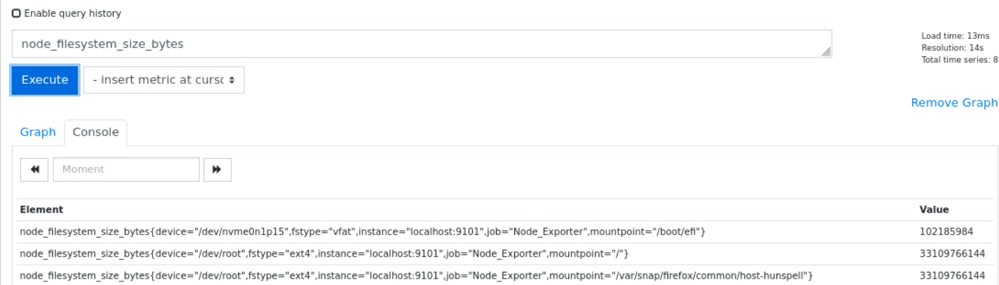 Enable query history
node_filesystem_size_bytes
Load time: 13ms
Resolution: 14s
Total time series: 8
Execute
- insert metric at curso
Remove Graph
Graph
Console
Moment
Element Value
node_filesystem_size_bytes{device="/dev/nvme0n1p15",fstype="vfat",instance="localhost:9101",job="Node_Exporter",mountpoint="/boot/efi"} 102185984
node_filesystem_size_bytes{device="/dev/root",fstype="ext4",instance="localhost:9101",job="Node_Exporter",mountpoint="/"} 33109766144
node_filesystem_size_bytes{device="/dev/root",fstype="ext4",instance="localhost:9101",job="Node_Exporter",mountpoint="/var/snap/firefox/common/host-hunspell"} 33109766144